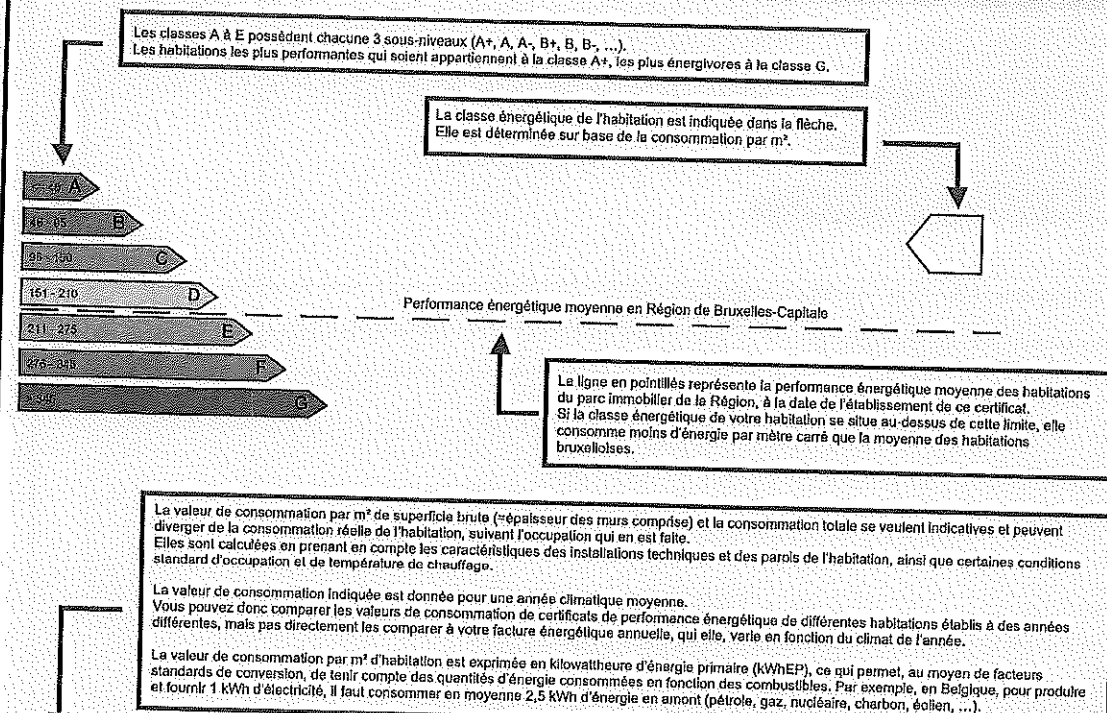 Les classes A à E possèdent chacune 3 sous-niveaux (A+, A, A-, B+, B, B-, ...).
Les habitations les plus performantes qui soient appartiennent à la classe A+, les plus énergivores à la classe G.
La classe énergétique de l'habitation est indiquée dans la flèche.
Elle est déterminée sur base de la consommation par m².
A
B
C
151 - 210 D
Performance énergétique moyenne en Région de Bruxelles-Capitale
211 - 275 E
F
G
La ligne en pointillés représente la performance énergétique moyenne des habitations
du parc immobilier de la Région, à la date de l'établissement de ce certificat.
Si la classe énergétique de votre habitation se situe au-dessus de cette limite, elle
consomme moins d'énergie par mètre carré que la moyenne des habitations
bruxelloises.
La valeur de consommation par m² de superficie brute (=épaisseur des murs comprise) et la consommation totale se veulent indicatives et peuvent
diverger de la consommation réelle de l'habitation, suivant l'occupation qui en est faite.
Elles sont calculées en prenant en compte les caractéristiques des installations techniques et des parois de l'habitation, ainsi que certaines conditions
standard d'occupation et de température de chauffage.
La valeur de consommation indiquée est donnée pour une année climatique moyenne.
Vous pouvez donc comparer les valeurs de consommation de certificats de performance énergétique de différentes habitations établis à des années
différentes, mais pas directement les comparer à votre facture énergétique annuelle, qui elle, varie en fonction du climat de l'année.
La valeur de consommation par m² d'habitation est exprimée en kilowattheure d'énergie primaire (kWhEP), ce qui permet, au moyen de facteurs
standards de conversion, de tenir compte des quantités d'énergie consommées en fonction des combustibles. Par exemple, en Belgique, pour produire
et fournir 1 kWh d'électricité, il faut consommer en moyenne 2,5 kWh d'énergie en amont (pétrole, gaz, nucléaire, charbon, éolien, ...).